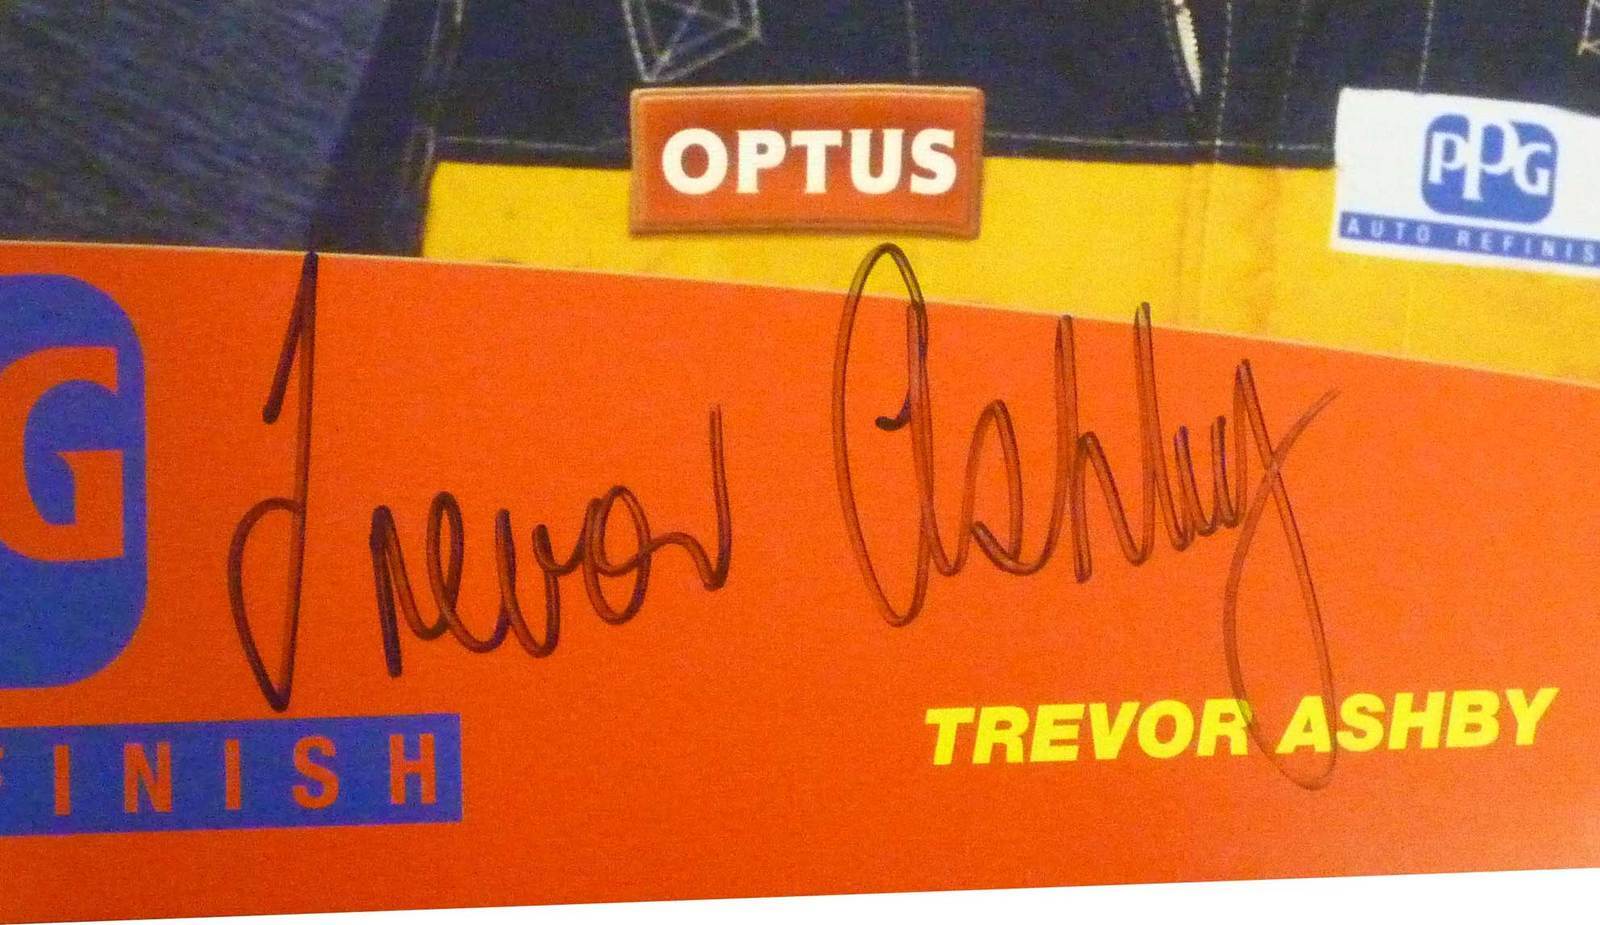 OPTUS
PPG
AUTO REFINIS
G
Trevor Ashby
TREVOR ASHBY
FINISH